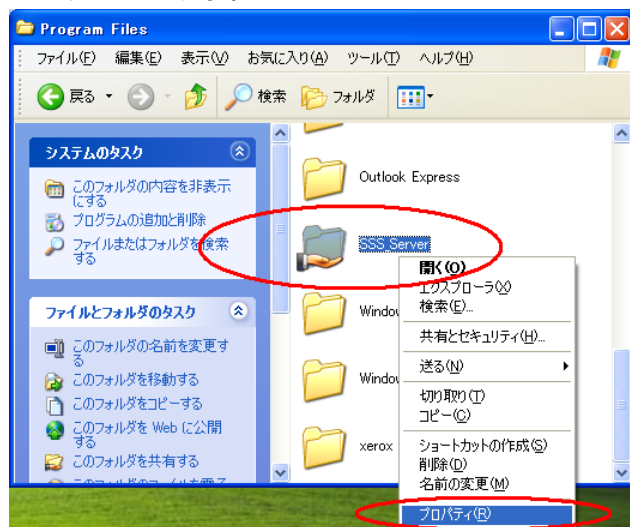 Program Files
ファイル(F) 編集(E) 表示(V) お気に入り(A) ツール(T) ヘルプ(H)
戻る 検索 フォルダ
システムのタスク
このフォルダの内容を非表示
にする
プログラムの追加と削除
ファイルまたはフォルダを検索
する
ファイルとフォルダのタスク
このフォルダの名前を変更す
る
このフォルダを移動する
このフォルダをコピーする
このフォルダを Web に公開
する
このフォルダを共有する
Outlook Express
SSS Server
Window
Window
xerox
開く(O)
エクスプローラ(X)
検索(E)...
共有とセキュリティ(H)...
送る(N)
切り取り(T)
コピー(C)
ショートカットの作成(S)
削除(D)
名前の変更(M)
プロパティ(R)